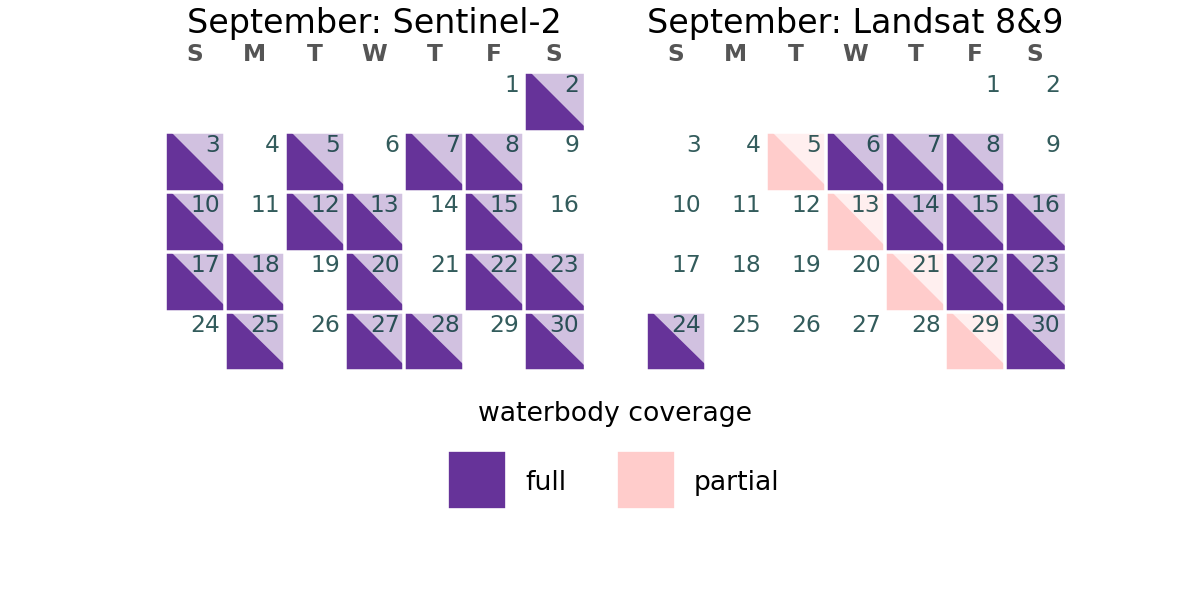 September: Sentinel-2
S M T W T F S
1 2
3 4 5 6 7 8 9
10 11 12 13 14 15 16
17 18 19 20 21 22 23
24 25 26 27 28 29 30
September: Landsat 8&9
S M T W T F S
1 2
3 4 5 6 7 8 9
10 11 12 13 14 15 16
17 18 19 20 21 22 23
24 25 26 27 28 29 30
waterbody coverage
full partial